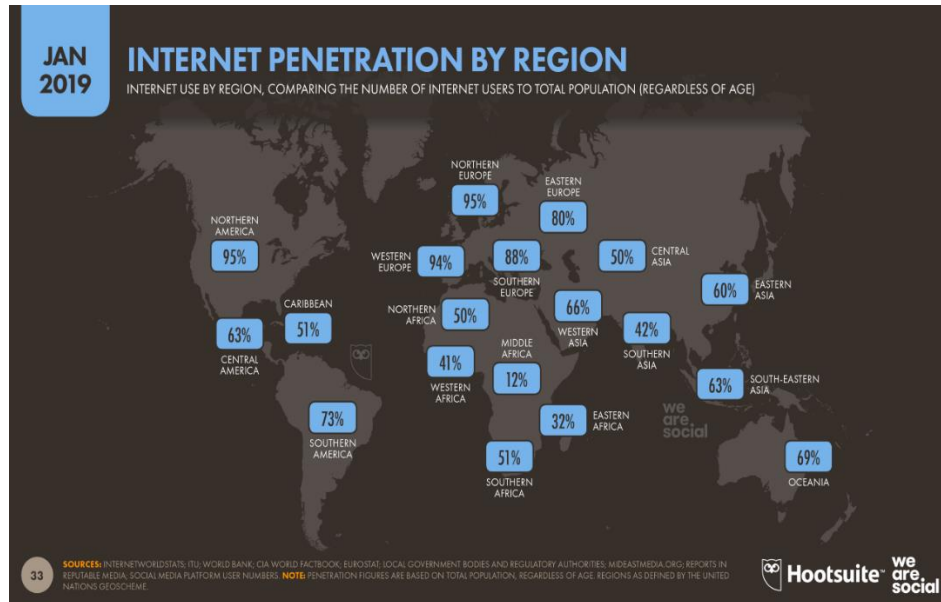 JAN
2019
INTERNET PENETRATION BY REGION
INTERNET USE BY REGION, COMPARING THE NUMBER OF INTERNET USERS TO TOTAL POPULATION (REGARDLESS OF AGE)
NORTHERN
EUROPE
95%
EASTERN
EUROPE
80%
NORTHERN
AMERICA
95%
WESTERN
EUROPE
94%
88%
SOUTHERN
EUROPE
50%
CENTRAL
ASIA
60%
EASTERN
ASIA
CARIBBEAN
51%
63%
CENTRAL
AMERICA
NORTHERN
AFRICA
50%
66%
WESTERN
ASIA
42%
SOUTHERN
ASIA
41%
WESTERN
AFRICA
MIDDLE
AFRICA
12%
63%
SOUTH-EASTERN
ASIA
73%
SOUTHERN
AMERICA
32%
EASTERN
AFRICA
we
are
social
51%
SOUTHERN
AFRICA
69%
OCEANIA
33
SOURCES: INTERNETWORLDSTATS; ITU; WORLD BANK; CIA WORLD FACTBOOK; EUROSTAT; LOCAL GOVERNMENT BODIES AND REGULATORY AUTHORITIES; MIDEASTMEDIA.ORG; REPORTS IN
REPUTABLE MEDIA; SOCIAL MEDIA PLATFORM USER NUMBERS. NOTE: PENETRATION FIGURES ARE BASED ON TOTAL POPULATION, REGARDLESS OF AGE. REGIONS AS DEFINED BY THE UNITED
NATIONS GEOSCHEME.
Hootsuite™
we
are
social